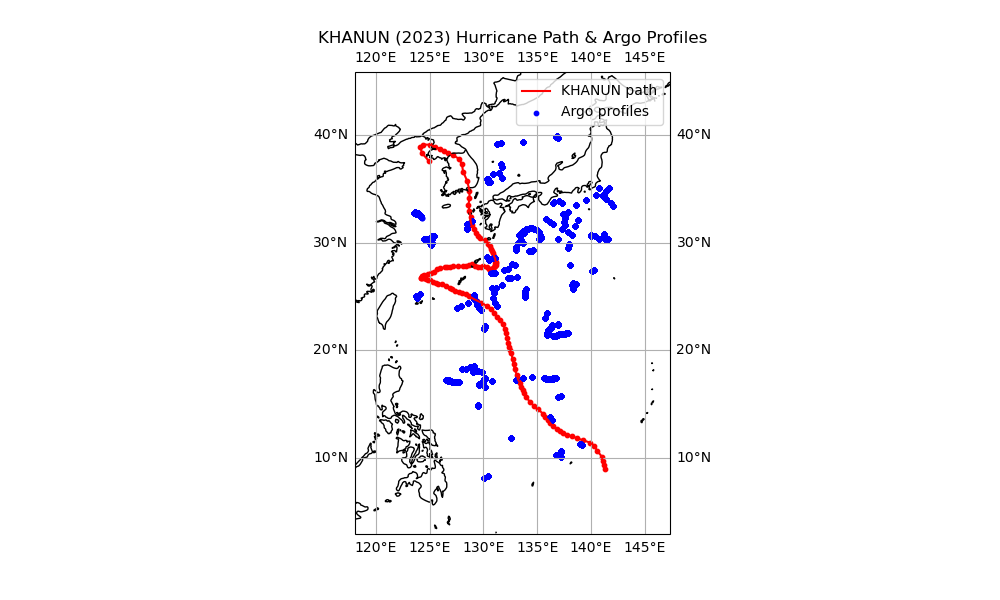 KHANUN (2023) Hurricane Path & Argo Profiles
120°E 125°E 130°E 135°E 140°E 145°E
KHANUN path
Argo profiles
40°N 40°N
30°N 30°N
20°N 20°N
10°N 10°N
120°E 125°E 130°E 135°E 140°E 145°E